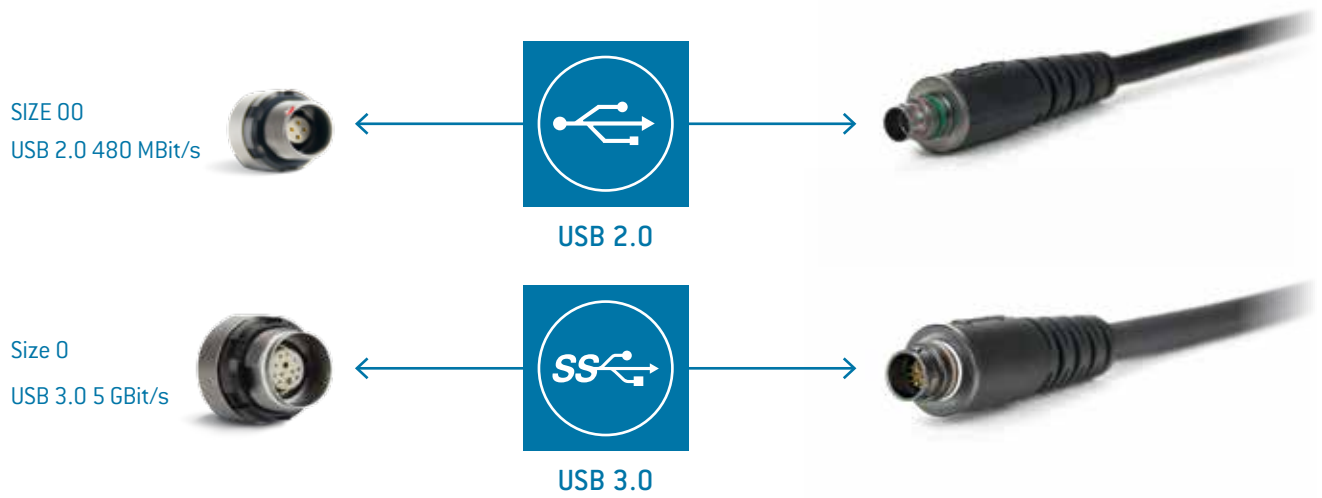 SIZE 00
USB 2.0 480 MBit/s
USB 2.0
Size 0
USB 3.0 5 GBit/s
SS
USB 3.0